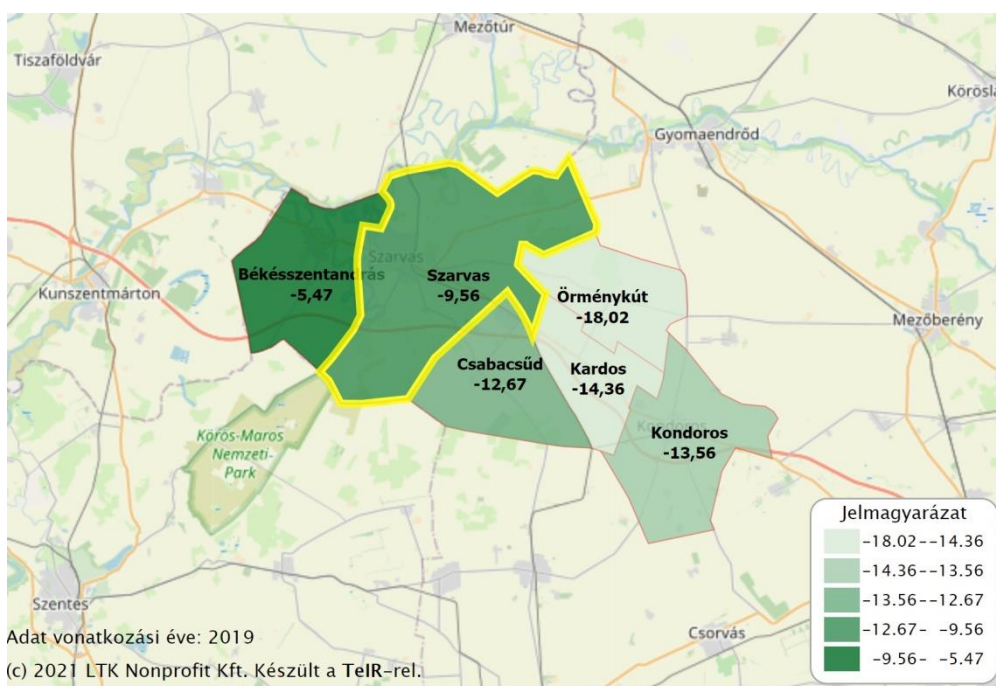 Mezőtúr
Tiszaföldvár
Körösla
Gyomaendrőd
Szarvas
Békésszentandrás
-5,47
Szarvas
-9,56
Kunszentmárton
Örménykút
-18,02
Mezőberény
Csabacsűd
-12,67
Kardos
-14,36
Kondoros
Kondoros
-13,56
Körös-Maros
Nemzeti-
Park
Jelmagyarázat
-18.02--14.36
-14.36--13.56
-13.56--12.67
-12.67- -9.56
-9.56- -5.47
Szentes
Csorvás
Adat vonatkozási éve: 2019
(c) 2021 LTK Nonprofit Kft. Készült a TeIR-rel.